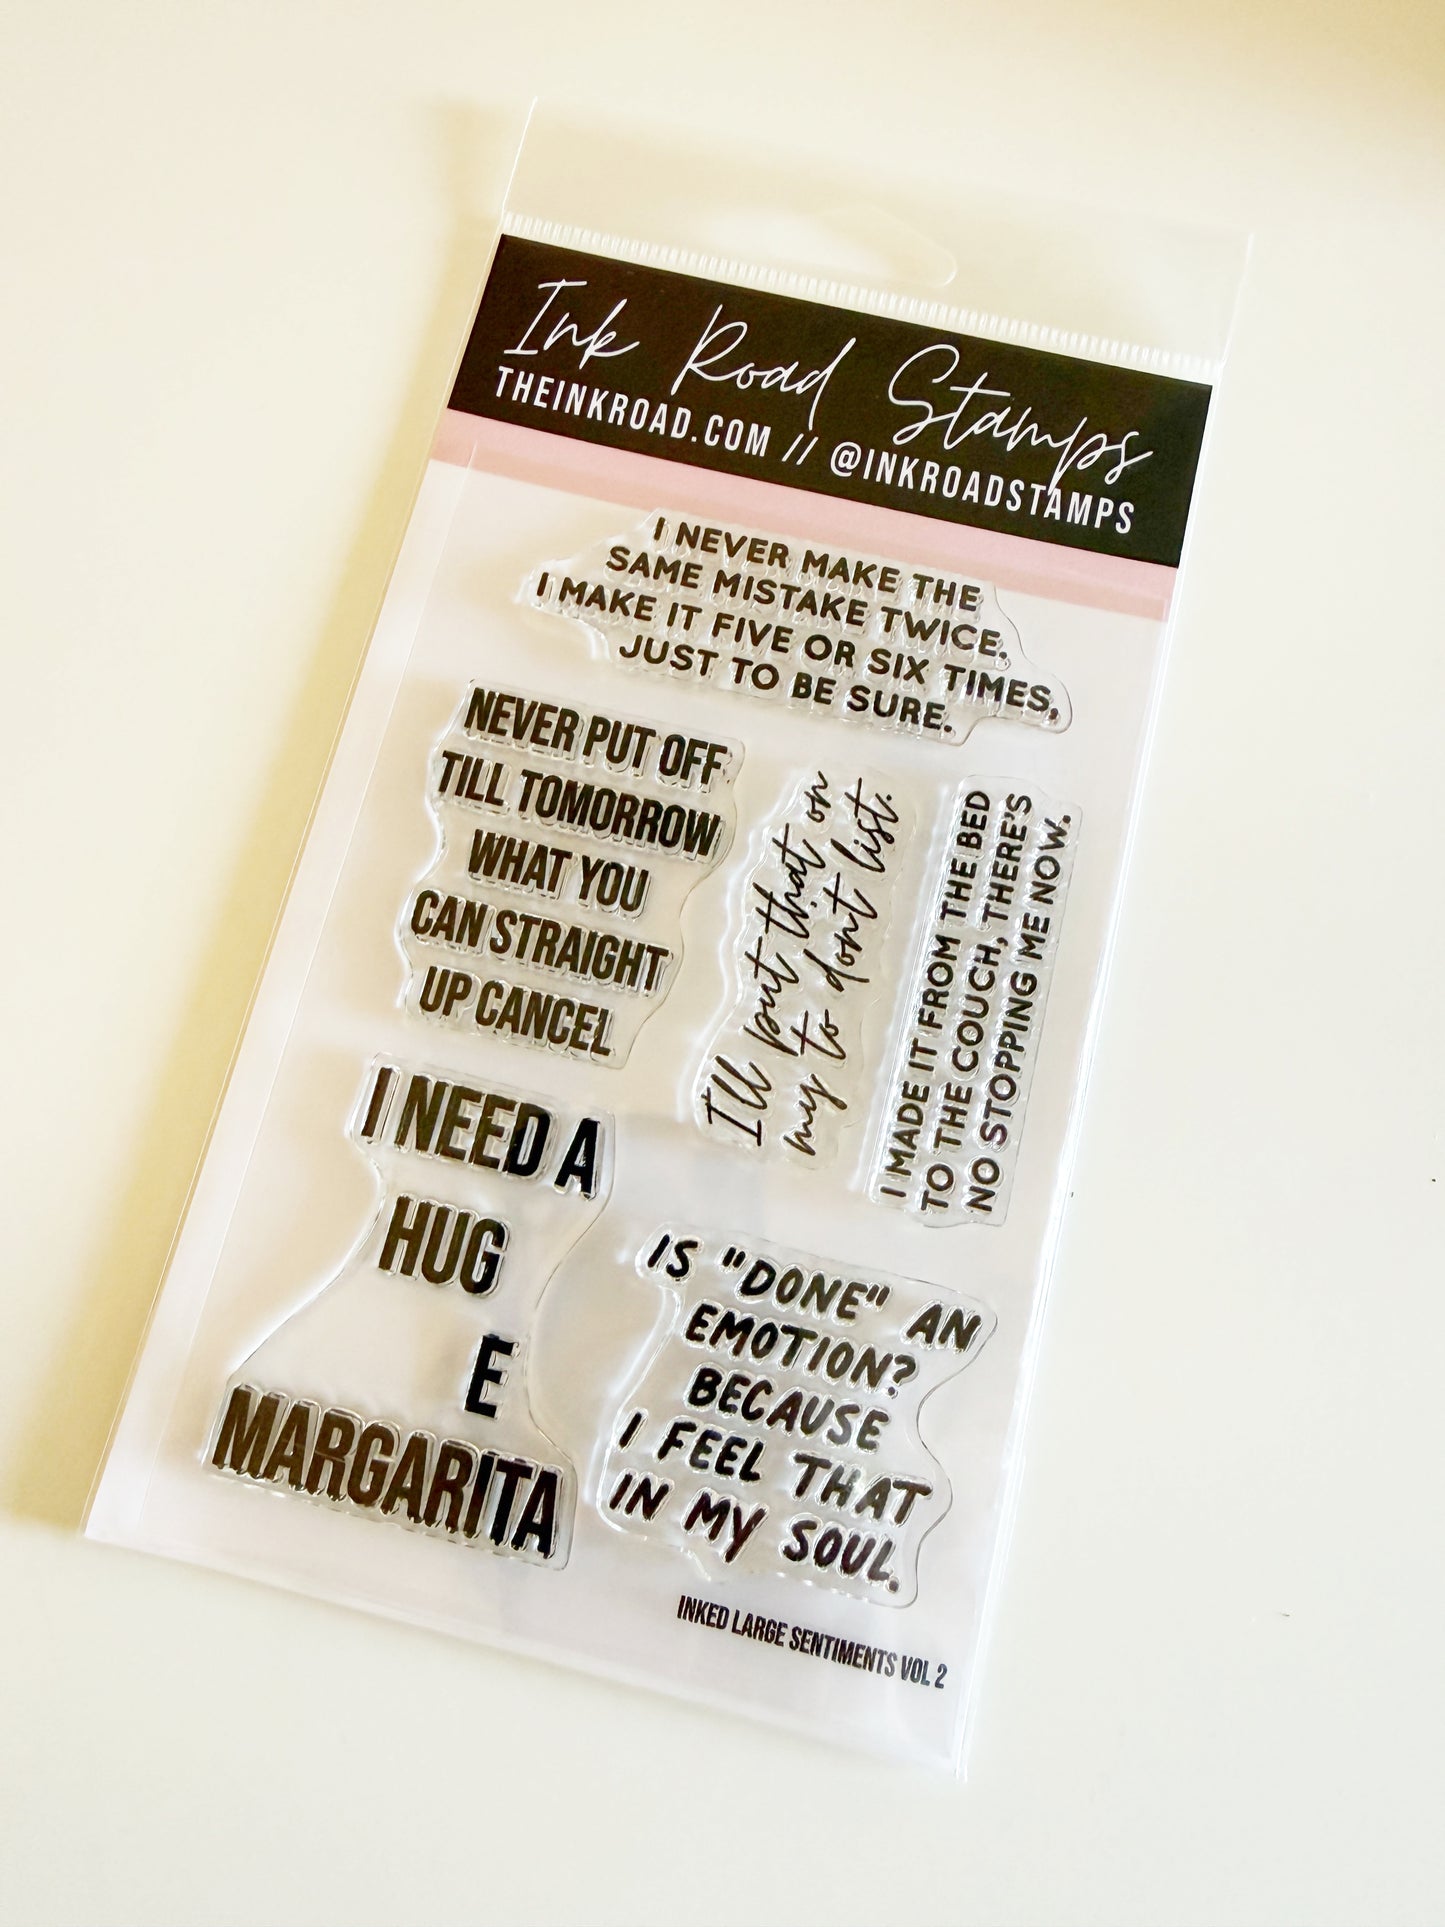 Ink Road Stamps
THEINKROAD.COM // @INKROADSTAMPS
I NEVER MAKE THE
SAME MISTAKE TWICE.
I MAKE IT FIVE OR SIX TIMES,
JUST TO BE SURE.
NEVER PUT OFF
TILL TOMORROW
WHAT YOU
CAN STRAIGHT
UP CANCEL
I'll put that on
my to don't list.
I MADE IT FROM THE BED
TO THE COUCH, THERE'S
NO STOPPING ME NOW.
I NEED A
HUG
E
MARGARITA
IS "DONE" AN
EMOTION?
BECAUSE
I FEEL THAT
IN MY SOUL.
INKED LARGE SENTIMENTS VOL 2